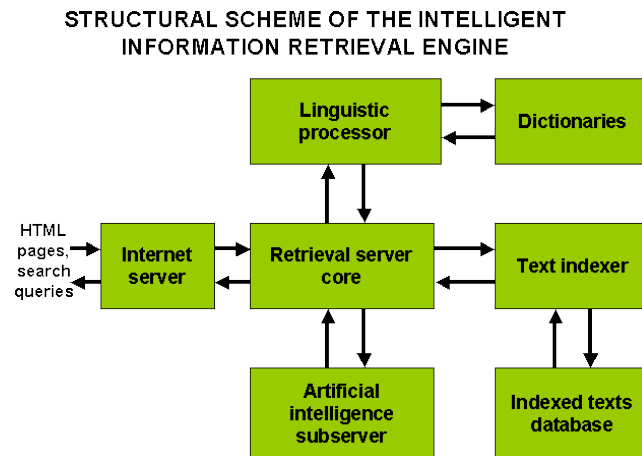 STRUCTURAL SCHEME OF THE INTELLIGENT
INFORMATION RETRIEVAL ENGINE
Linguistic
processor
Dictionaries
HTML
pages,
search
queries
Internet
server
Retrieval server
core
Text indexer
Artificial
intelligence
subserver
Indexed texts
database